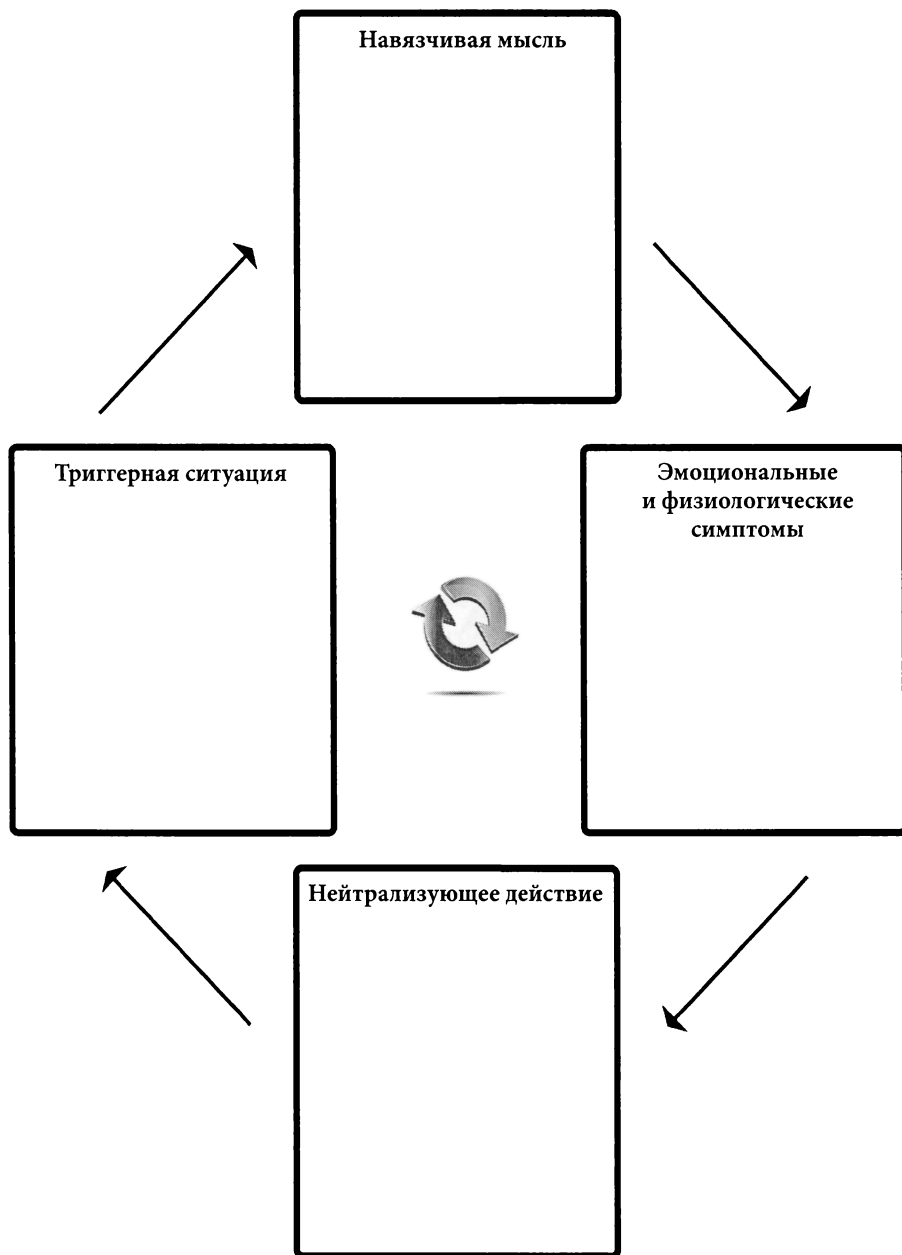 Навязчивая мысль
Триггерная ситуация
Эмоциональные
и физиологические
симптомы
Нейтрализующее действие